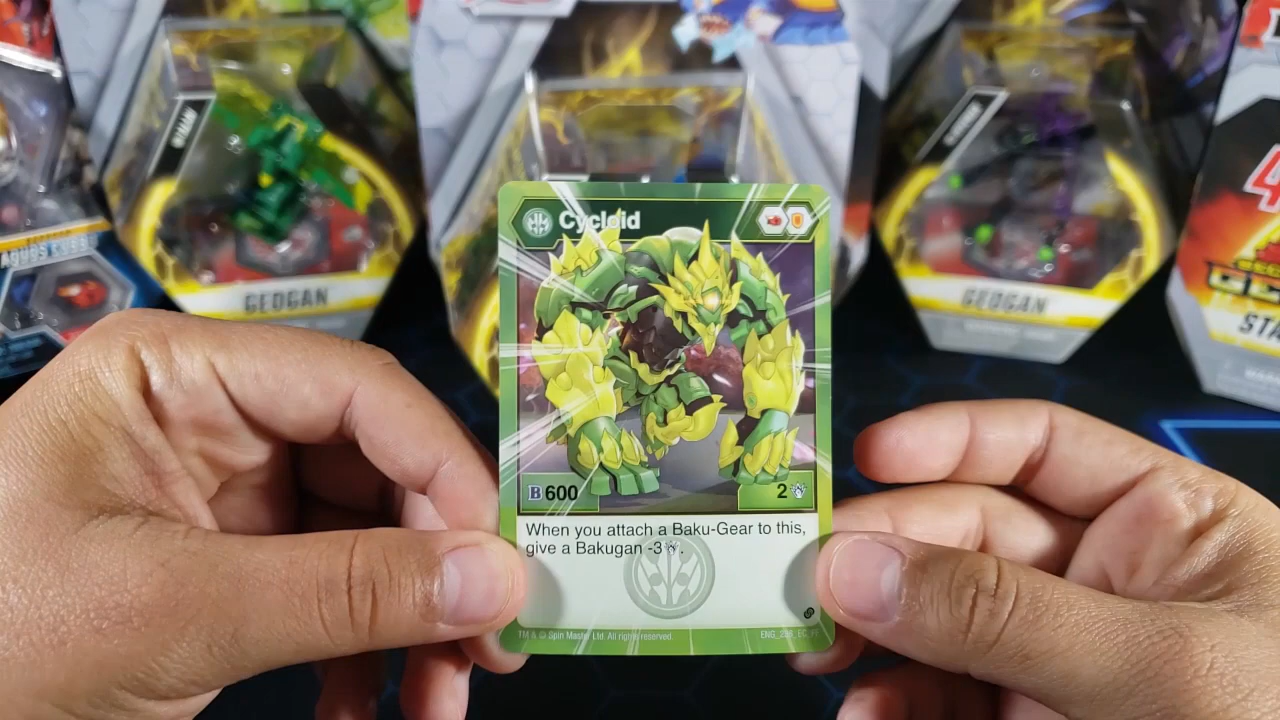 Cycloid
B 600
2
When you attach a Baku-Gear to this,
give a Bakugan -3.
TM & © Spin Master Ltd. All rights reserved.
GEOGAN
GEOGAN